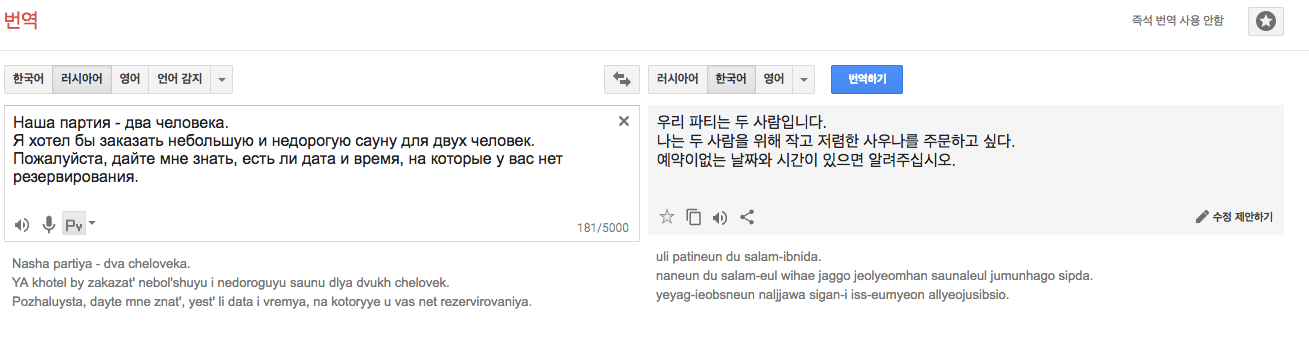 번역
즉석 번역 사용 안함
한국어 러시아어 영어 언어 감지
러시아어 한국어 영어 번역하기
Наша партия - два человека.
Я хотел бы заказать небольшую и недорогую сауну для двух человек.
Пожалуйста, дайте мне знать, есть ли дата и время, на которые у вас нет
резервирования.
Ру
181/5000
우리 파티는 두 사람입니다.
나는 두 사람을 위해 작고 저렴한 사우나를 주문하고 싶다.
예약이없는 날짜와 시간이 있으면 알려주십시오.
수정 제안하기
Nasha partiya - dva cheloveka.
YA khotel by zakazat' nebol'shuyu i nedoroguyu saunu dlya dvukh chelovek.
Pozhaluysta, dayte mne znat', yest' li data i vremya, na kotoryye u vas net rezervirovaniya.
uli patineun du salam-ibnida.
naneun du salam-eul wihae jaggo jeolyeomhan saunaleul jumunhago sipda.
yeyag-ieobsneun naljjawa sigan-i iss-eumyeon allyeojusibsio.